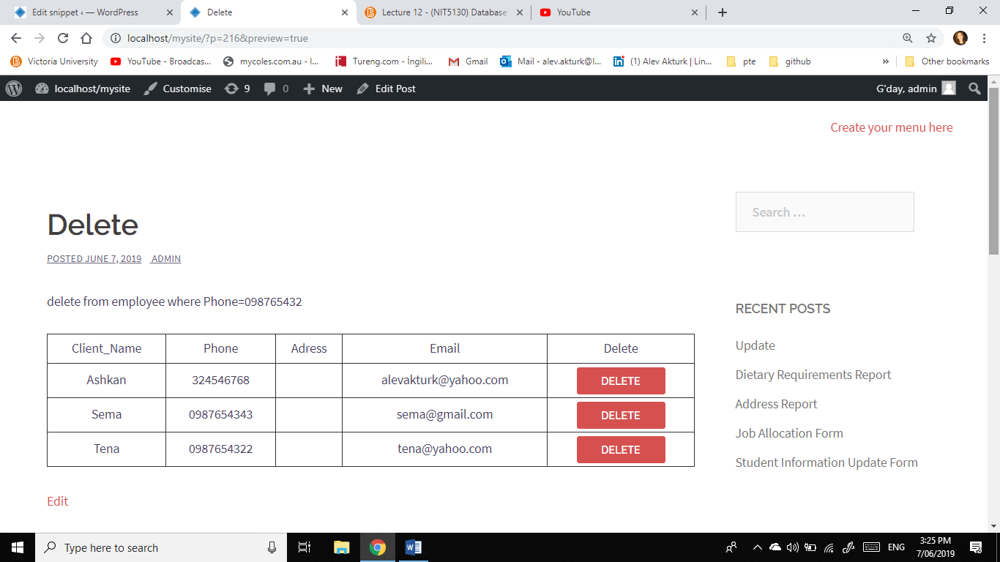 Edit snippet ‹ — WordPress
Delete
Lecture 12 - (NIT5130) Database
YouTube
localhost/mysite/?p=216&preview=true
Victoria University
YouTube - Broadcas...
mycoles.com.au - I...
Tureng.com - İngili...
Gmail
Mail - alev.akturk@l...
(1) Alev Akturk | Lin...
pte
github
»
Other bookmarks
localhost/mysite
Customise
9
0
New
Edit Post
G'day, admin
Create your menu here
Search ...
Delete
POSTED JUNE 7, 2019 ADMIN
delete from employee where Phone=098765432
Client_Name Phone Adress Email Delete
Ashkan 324546768 alevakturk@yahoo.com DELETE
Sema 0987654343 sema@gmail.com DELETE
Tena 0987654322 tena@yahoo.com DELETE
Edit
RECENT POSTS
Update
Dietary Requirements Report
Address Report
Job Allocation Form
Student Information Update Form
Type here to search
ENG
3:25 PM
7/06/2019